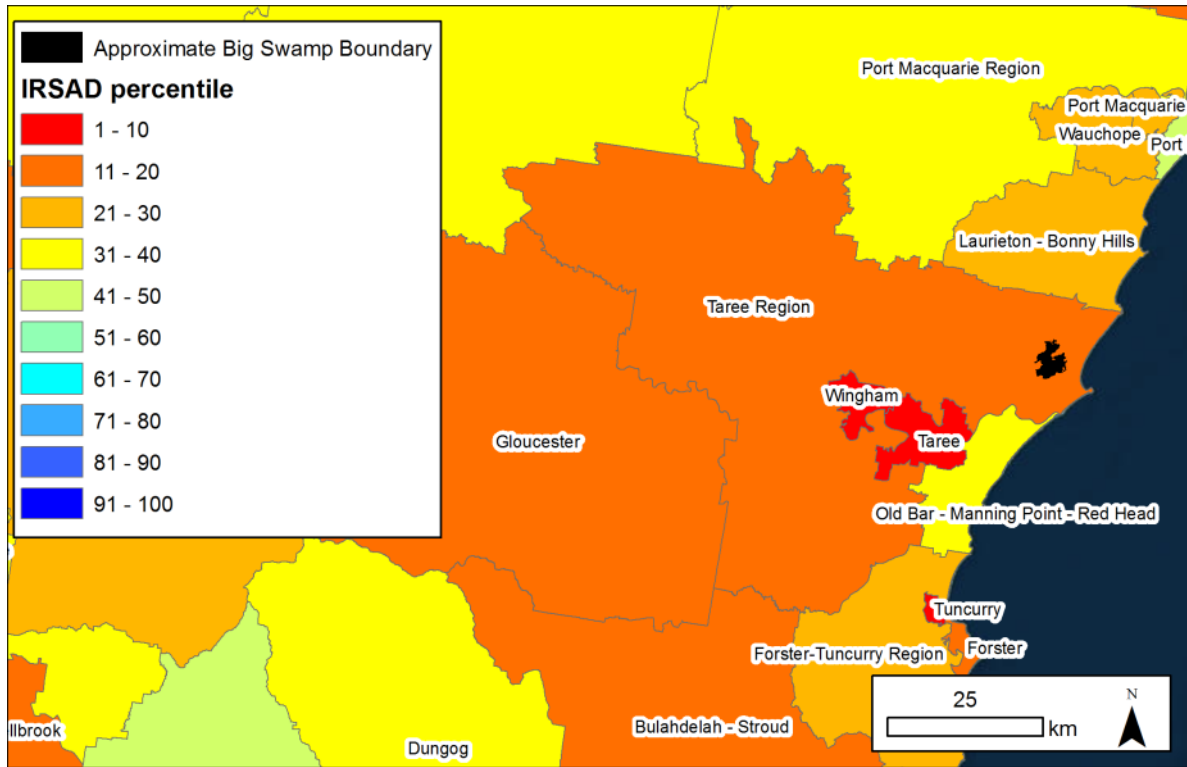 Approximate Big Swamp Boundary
IRSAD percentile
1 - 10
11 - 20
21 - 30
31 - 40
41 - 50
51 - 60
61 - 70
71 - 80
81 - 90
91 - 100
Port Macquarie Region
Port Macquarie
Wauchope
Port
Laurieton - Bonny Hills
Taree Region
Wingham
Taree
Gloucester
Old Bar - Manning Point - Red Head
Tuncurry
Forster
Forster-Tuncurry Region
Bulahdelah - Stroud
Dungog
llbrook
25
km
N